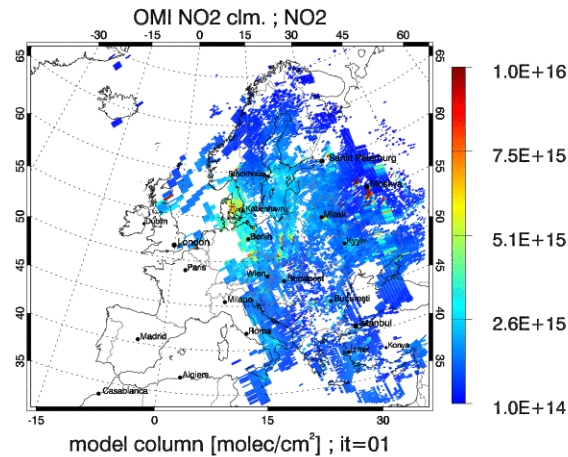 OMI NO2 clm. ; NO2
-30 -15 0 15 30 45 60
65 65
60 60
55 55
50 50
45 45
40 40
35 35
-15 0 15 30
Stockholm
Sankt Peterburg
Moskva
Kobenhavn
Dublin
Minsk
London
Berlin
Kyyiv
Paris
Wien
Budapest
Milano
Bucuresti
Roma
Istanbul
Madrid
Izmir
Konya
Algiers
Casablanca
1.0E+16
7.5E+15
5.1E+15
2.6E+15
1.0E+14
model column [molec/cm²] ; it=01